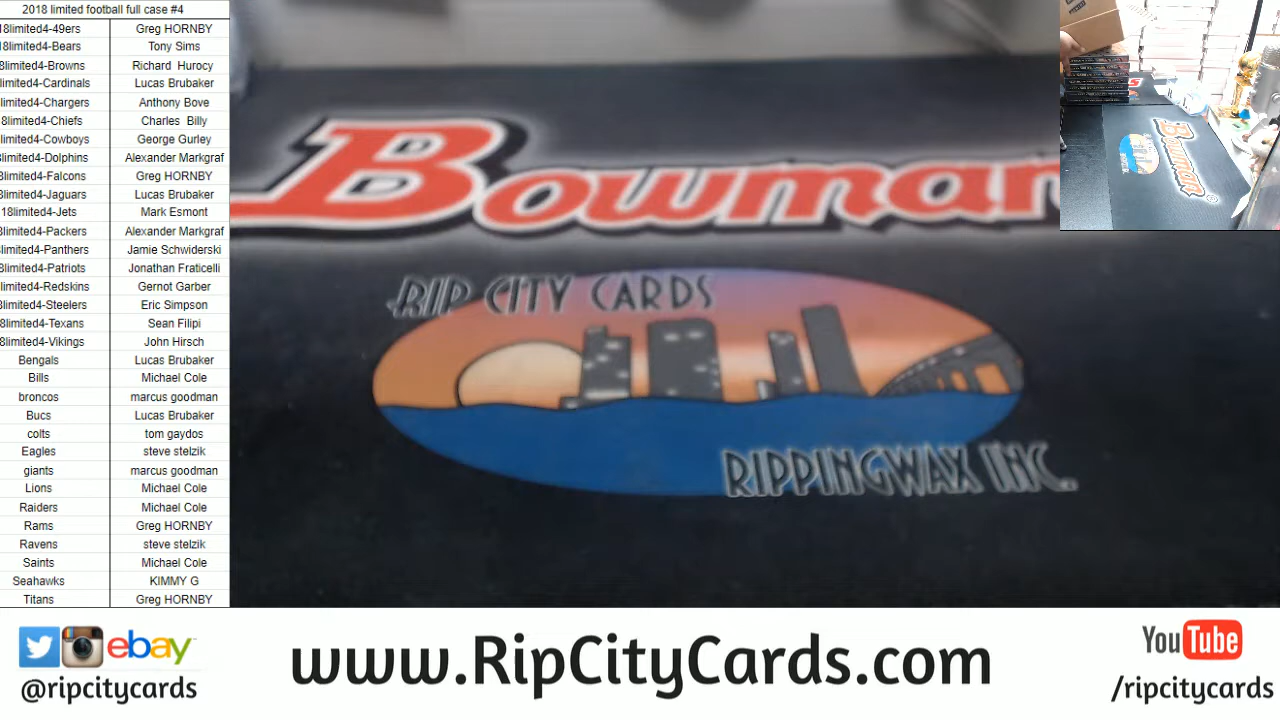 2018 limited football full case #4
18limited4-49ers Greg HORNBY
8limited4-Bears Tony Sims
8limited4-Browns Richard Hurocy
limited4-Cardinals Lucas Brubaker
limited4-Chargers Anthony Bove
8limited4-Chiefs Charles Billy
limited4-Cowboys George Gurley
limited4-Dolphins Alexander Markgraf
8limited4-Falcons Greg HORNBY
8limited4-Jaguars Lucas Brubaker
18limited4-Jets Mark Esmont
8limited4-Packers Alexander Markgraf
limited4-Panthers Jamie Schwiderski
8limited4-Patriots Jonathan Fraticelli
limited4-Redskins Gernot Garber
8limited4-Steelers Eric Simpson
8limited4-Texans Sean Filipi
8limited4-Vikings John Hirsch
Bengals Lucas Brubaker
Bills Michael Cole
broncos marcus goodman
Bucs Lucas Brubaker
colts tom gaydos
Eagles steve stelzik
giants marcus goodman
Lions Michael Cole
Raiders Michael Cole
Rams Greg HORNBY
Ravens steve stelzik
Saints Michael Cole
Seahawks KIMMY G
Titans Greg HORNBY
Bowman
RIP CITY CARDS
RIPPINGWAX INC.
Bowman
ebay
@ripcitycards
www.RipCityCards.com
YouTube
/ripcitycards